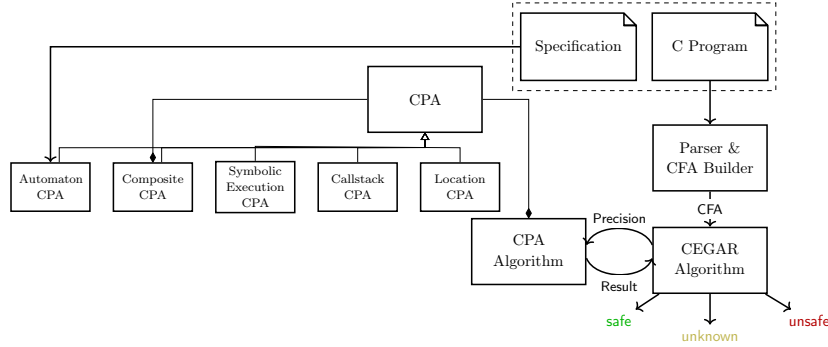 Specification
C Program
CPA
Parser &
CFA Builder
Automaton
CPA
Composite
CPA
Symbolic
Execution
CPA
Callstack
CPA
Location
CPA
CFA
Precision
CPA
Algorithm
CEGAR
Algorithm
Result
safe
unknown
unsafe